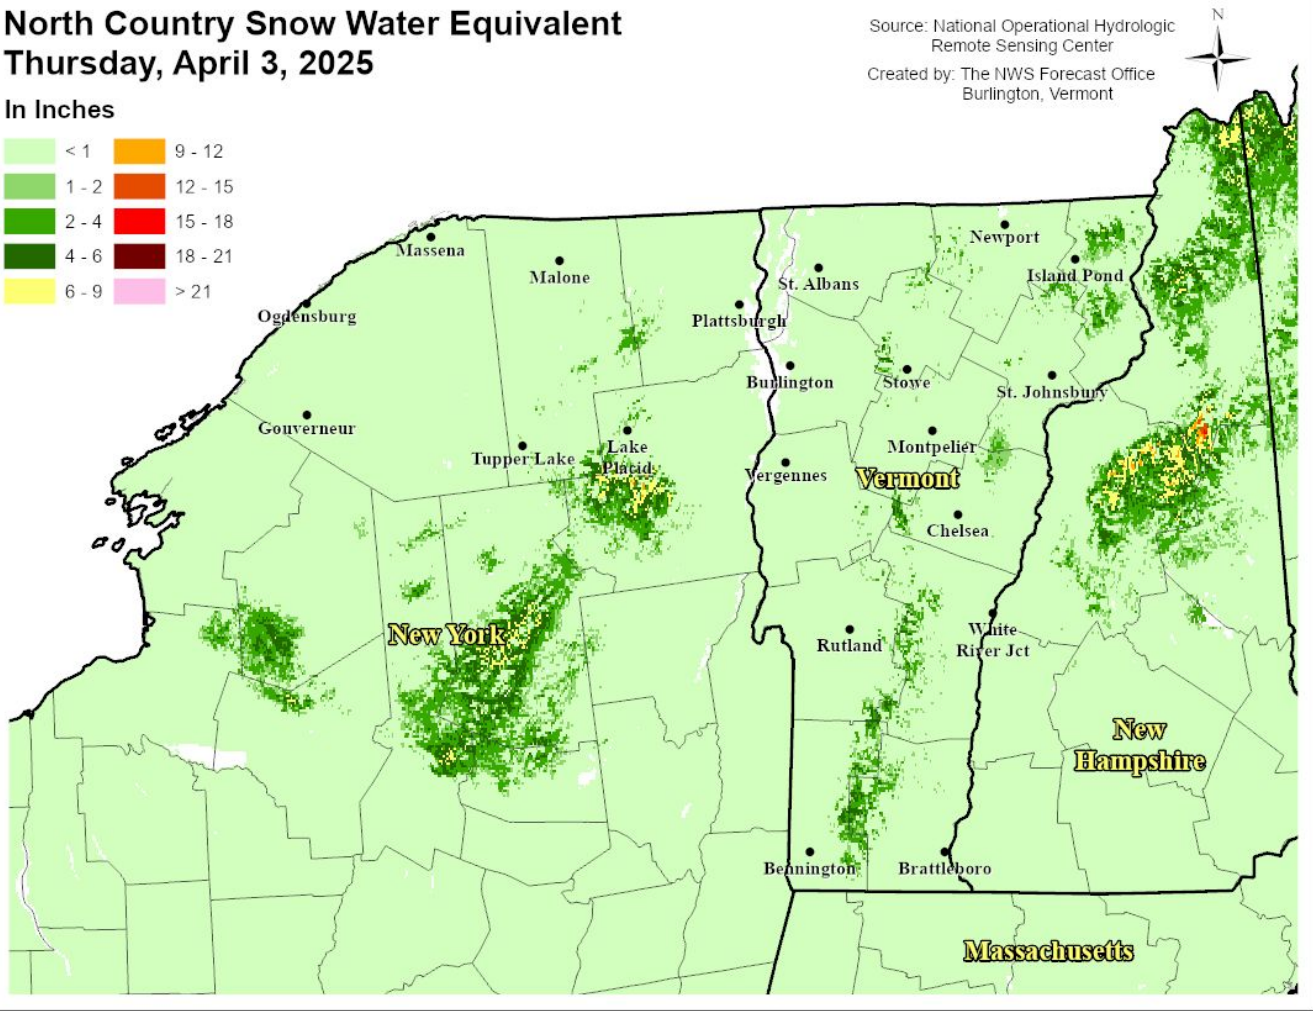 North Country Snow Water Equivalent
Thursday, April 3, 2025
Source: National Operational Hydrologic
Remote Sensing Center
Created by: The NWS Forecast Office
Burlington, Vermont
N
In Inches
< 1
9 - 12
1 - 2
12 - 15
2 - 4
15 - 18
4 - 6
18 - 21
6 - 9
> 21
Massena
Malone
Newport
Island Pond
St. Albans
Ogdensburg
Plattsburgh
Burlington
Stowe
St. Johnsbury
Gouverneur
Tupper Lake
Lake
Placid
Montpelier
Vergennes
Vermont
Chelsea
New York
Rutland
White
River Jct
New
Hampshire
Bennington
Brattleboro
Massachusetts